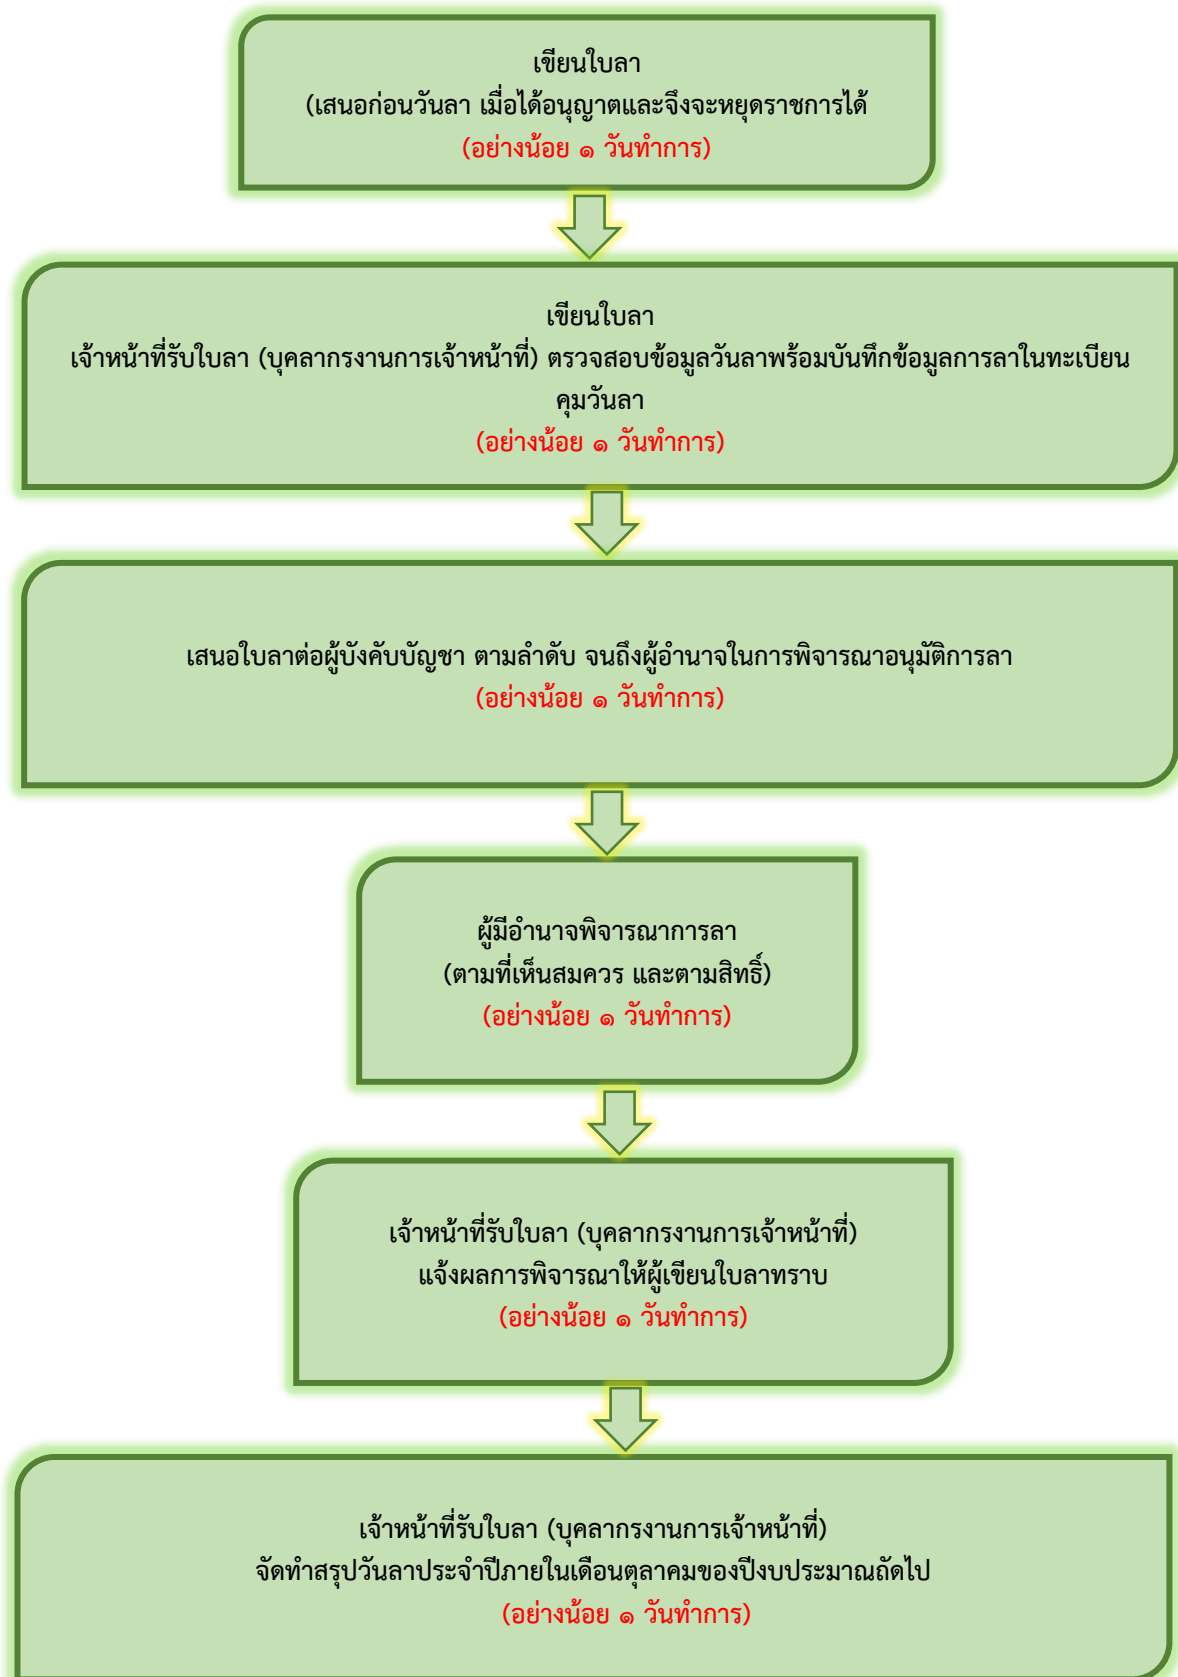 เขียนใบลา
(เสนอก่อนวันลา เมื่อได้อนุญาตและจึงจะหยุดราชการได้
(อย่างน้อย ๑ วันทำการ)
เขียนใบลา
เจ้าหน้าที่รับใบลา (บุคลากรงานการเจ้าหน้าที่) ตรวจสอบข้อมูลวันลาพร้อมบันทึกข้อมูลการลาในทะเบียน
คุมวันลา
(อย่างน้อย ๑ วันทำการ)
เสนอใบลาต่อผู้บังคับบัญชา ตามลำดับ จนถึงผู้อำนาจในการพิจารณาอนุมัติการลา
(อย่างน้อย ๑ วันทำการ)
ผู้มีอำนาจพิจารณาการลา
(ตามที่เห็นสมควร และตามสิทธิ์)
(อย่างน้อย ๑ วันทำการ)
เจ้าหน้าที่รับใบลา (บุคลากรงานการเจ้าหน้าที่)
แจ้งผลการพิจารณาให้ผู้เขียนใบลาทราบ
(อย่างน้อย ๑ วันทำการ)
เจ้าหน้าที่รับใบลา (บุคลากรงานการเจ้าหน้าที่)
จัดทำสรุปวันลาประจำปีภายในเดือนตุลาคมของปีงบประมาณถัดไป
(อย่างน้อย ๑ วันทำการ)